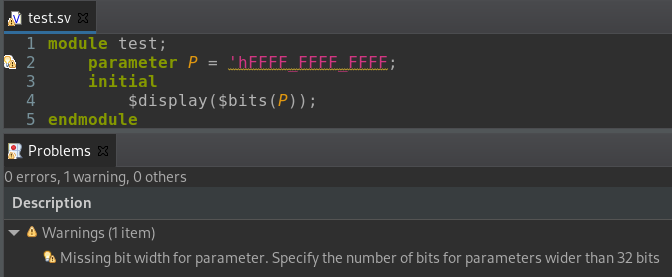 test.sv
1 module test;
2     parameter P = 'hFFFF_FFFF_FFFF;
3     initial
4         $display($bits(P));
5 endmodule
Problems
0 errors, 1 warning, 0 others
Description
Warnings (1 item)
Missing bit width for parameter. Specify the number of bits for parameters wider than 32 bits